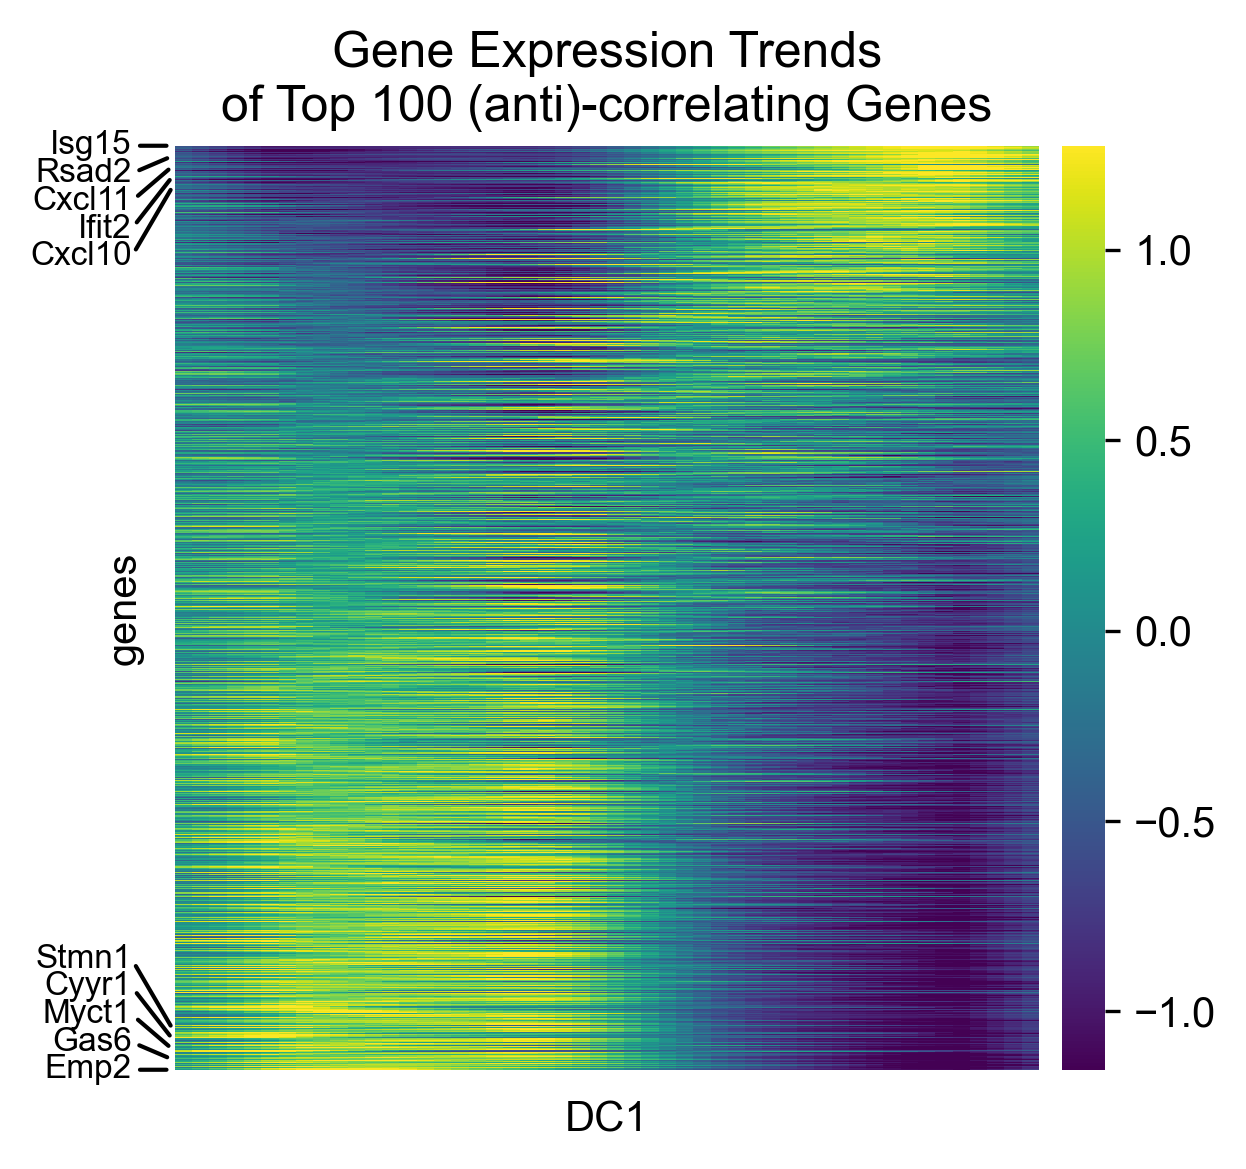 Gene Expression Trends
of Top 100 (anti)-correlating Genes
Isg15
Rsad2
Cxcl11
Ifit2
Cxcl10
genes
Stmn1
Cyyr1
Myct1
Gas6
Emp2
DC1
1.0
0.5
0.0
−0.5
−1.0